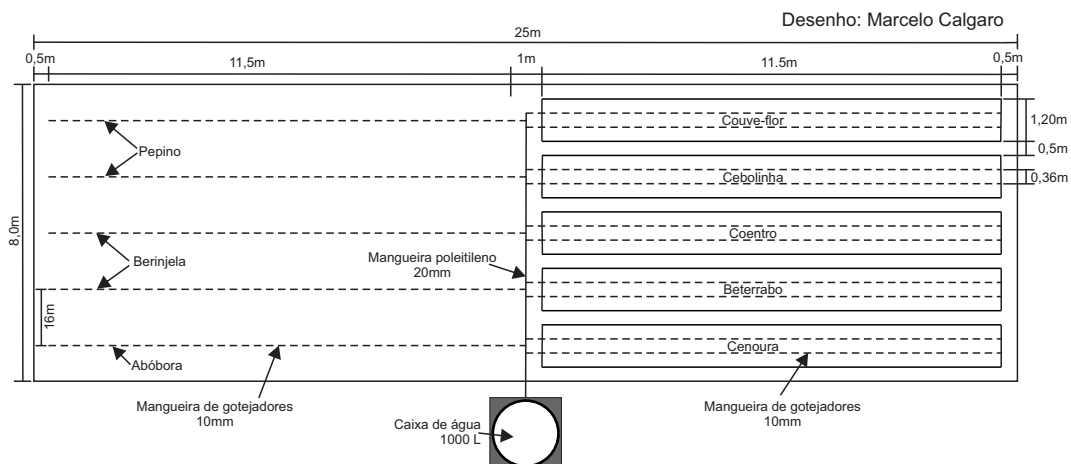 Desenho: Marcelo Calgaro
25m
0,5m
11,5m
1m
11.5m
0,5m
Couve-flor
1,20m
0,5m
Pepino
Cebolinha
0,36m
8,0m
Coentro
Berinjela
Mangueira poleitileno
20mm
Beterrabo
16m
Cenoura
Abóbora
Mangueira de gotejadores
10mm
Mangueira de gotejadores
10mm
Caixa de água
1000 L